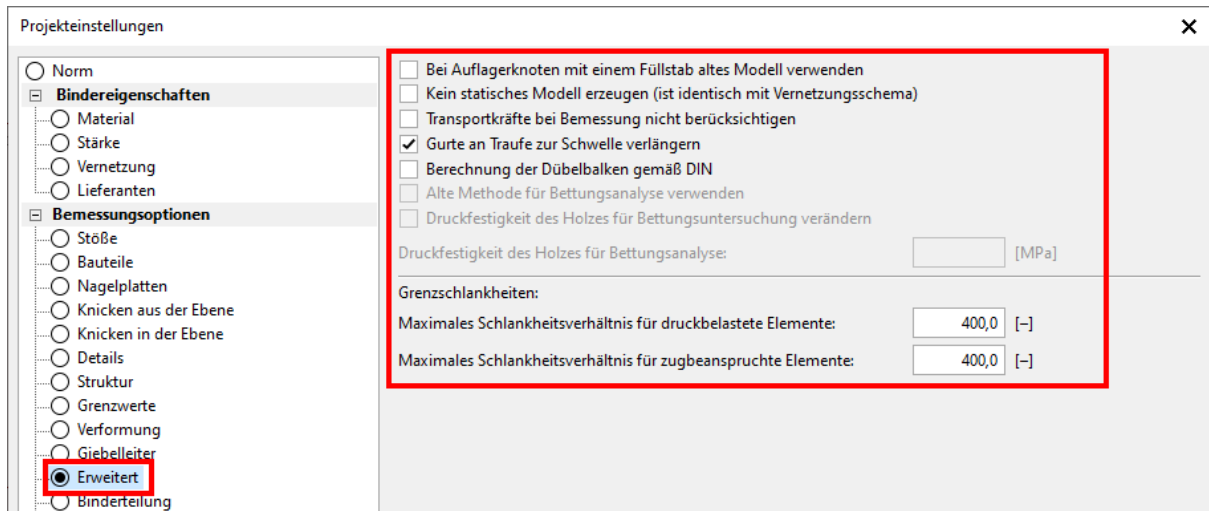 Projekteinstellungen
Norm
Bindereigenschaften
Material
Stärke
Vernetzung
Lieferanten
Bemessungsoptionen
Stöße
Bauteile
Nagelplatten
Knicken aus der Ebene
Knicken in der Ebene
Details
Struktur
Grenzwerte
Verformung
Giebelleiter
Erweitert
Binderteilung
Bei Auflagerknoten mit einem Füllstab altes Modell verwenden
Kein statisches Modell erzeugen (ist identisch mit Vernetzungsschema)
Transportkräfte bei Bemessung nicht berücksichtigen
Gurte an Traufe zur Schwelle verlängern
Berechnung der Dübelbalken gemäß DIN
Alte Methode für Bettungsanalyse verwenden
Druckfestigkeit des Holzes für Bettungsuntersuchung verändern
Druckfestigkeit des Holzes für Bettungsanalyse: [MPa]
Grenzschlankheiten:
Maximales Schlankheitsverhältnis für druckbelastete Elemente: 400,0 [–]
Maximales Schlankheitsverhältnis für zugbeanspruchte Elemente: 400,0 [–]